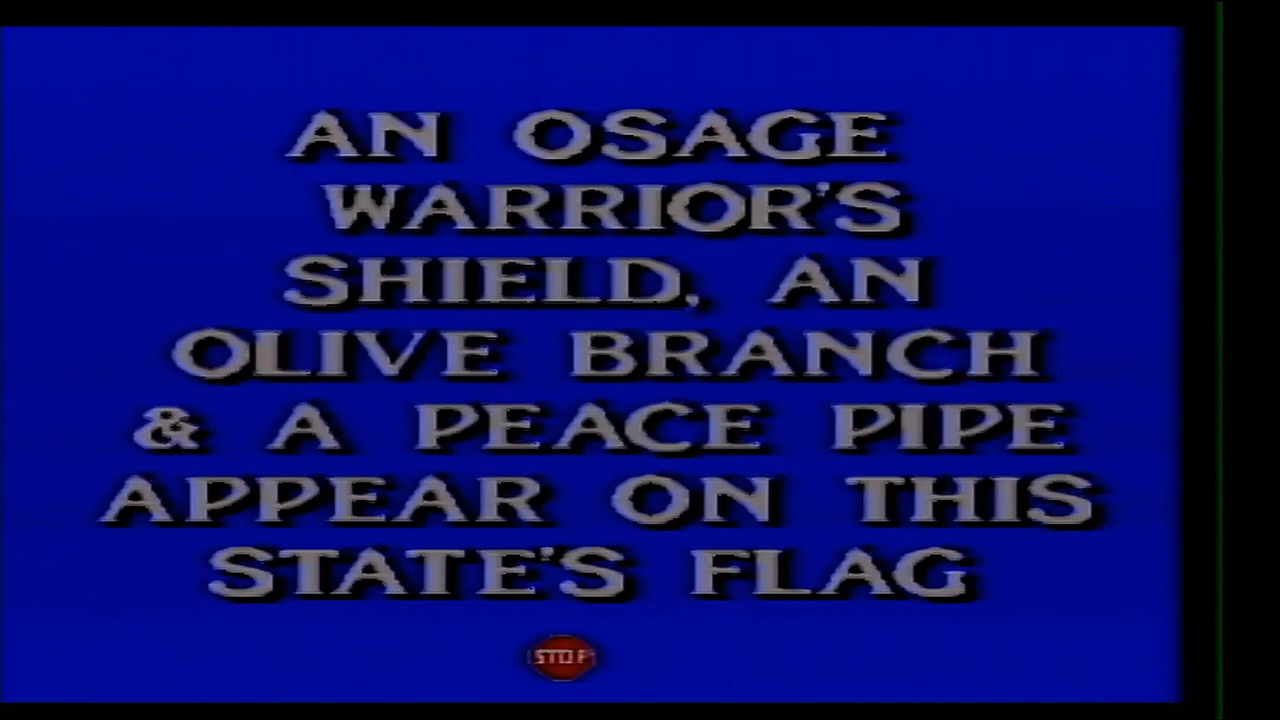 AN OSAGE
WARRIOR'S
SHIELD, AN
OLIVE BRANCH
& A PEACE PIPE
APPEAR ON THIS
STATE'S FLAG
STOP